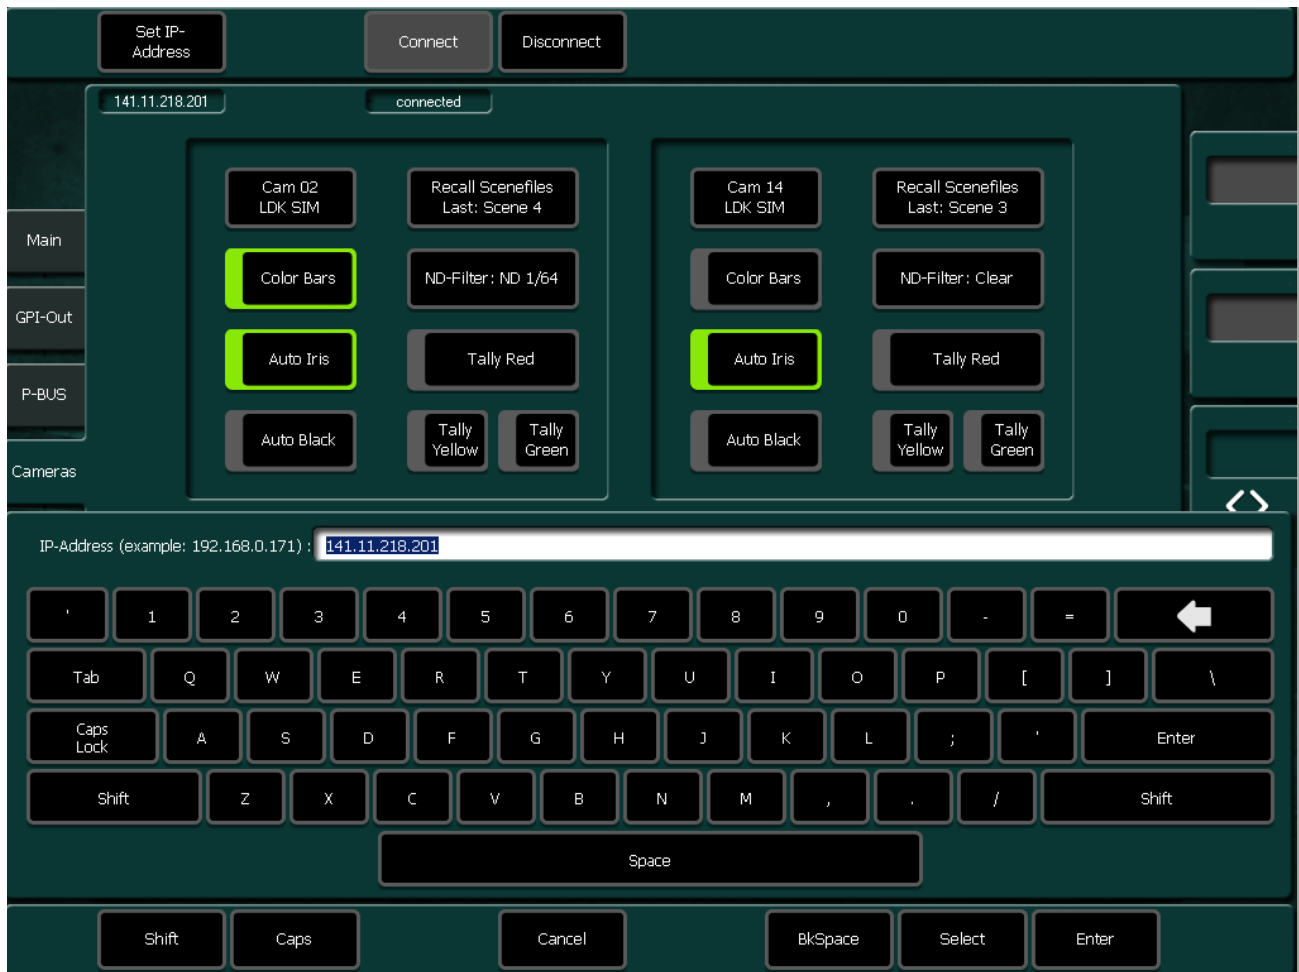 Set IP-
Address
Connect
Disconnect
141.11.218.201
connected
Cam 02
LDK SIM
Recall Scenefiles
Last: Scene 4
Color Bars
ND-Filter: ND 1/64
Auto Iris
Tally Red
Auto Black
Tally
Yellow
Tally
Green
Cam 14
LDK SIM
Recall Scenefiles
Last: Scene 3
Color Bars
ND-Filter: Clear
Auto Iris
Tally Red
Auto Black
Tally
Yellow
Tally
Green
Main
GPI-Out
P-BUS
Cameras
IP-Address (example: 192.168.0.171) : 141.11.218.201
' 1 2 3 4 5 6 7 8 9 0 - =
Tab Q W E R T Y U I O P [ ] \
Caps
Lock
A S D F G H J K L ; ' Enter
Shift Z X C V B N M , . / Shift
Space
Shift
Caps
Cancel
BkSpace
Select
Enter